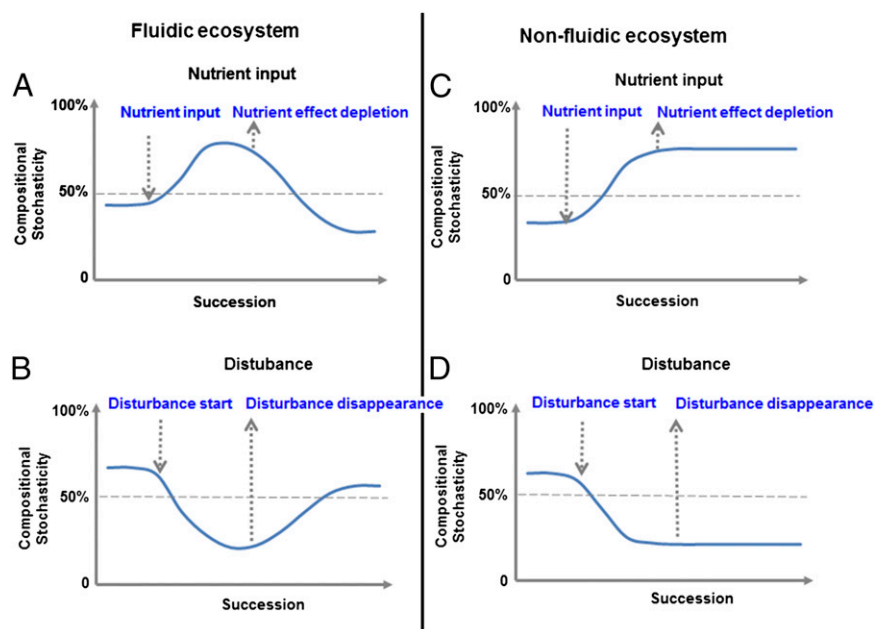 Fluidic ecosystem
Non-fluidic ecosystem
A
Nutrient input
100%
Nutrient input
Nutrient effect depletion
50%
0
Compositional
Stochasticity
Succession
B
Distubance
100%
Disturbance start
Disturbance disappearance
50%
0
Compositional
Stochasticity
Succession
C
Nutrient input
100%
Nutrient input
Nutrient effect depletion
50%
0
Compositional
Stochasticity
Succession
D
Distubance
100%
Disturbance start
Disturbance disappearance
50%
0
Compositional
Stochasticity
Succession